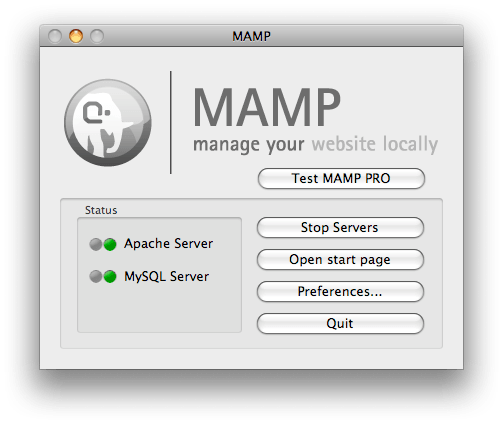 MAMP
MAMP
manage your website locally
Test MAMP PRO
Status
Apache Server
MySQL Server
Stop Servers
Open start page
Preferences...
Quit